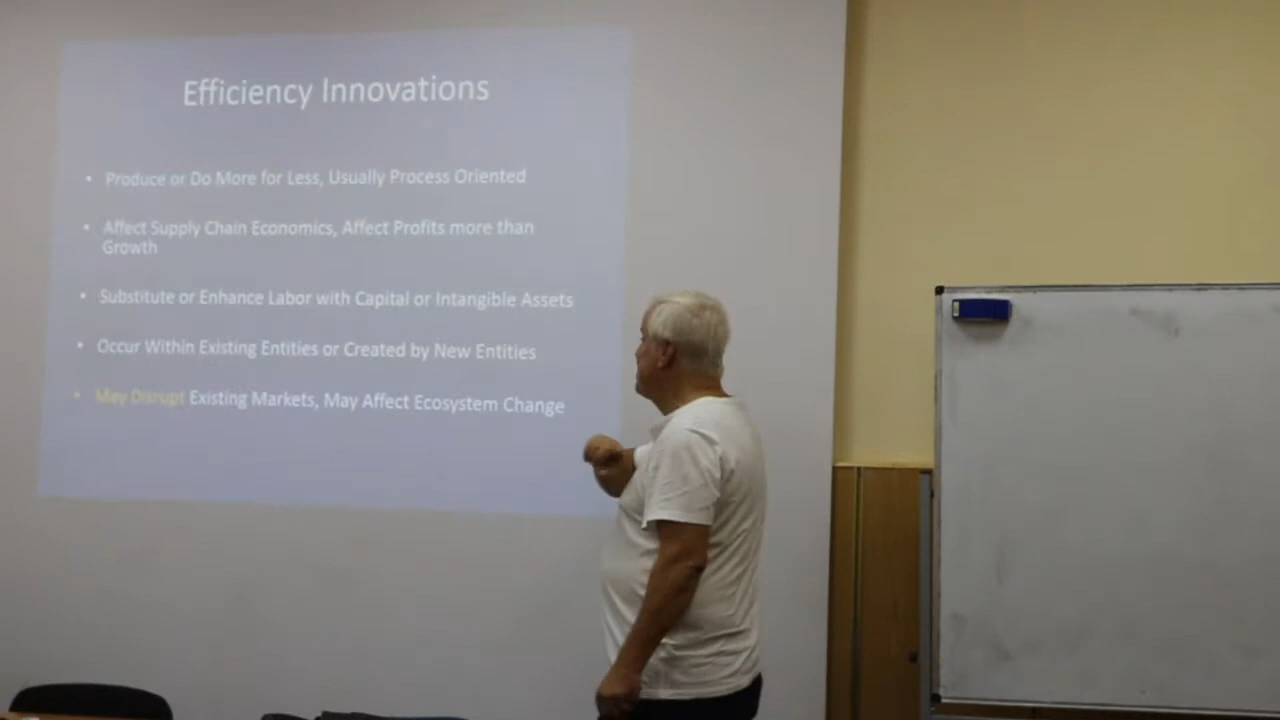 Efficiency Innovations
• Produce or Do More for Less, Usually Process Oriented
• Affect Supply Chain Economics, Affect Profits more than
Growth
• Substitute or Enhance Labor with Capital or Intangible Assets
• Occur Within Existing Entities or Created by New Entities
• May Disrupt Existing Markets, May Affect Ecosystem Change